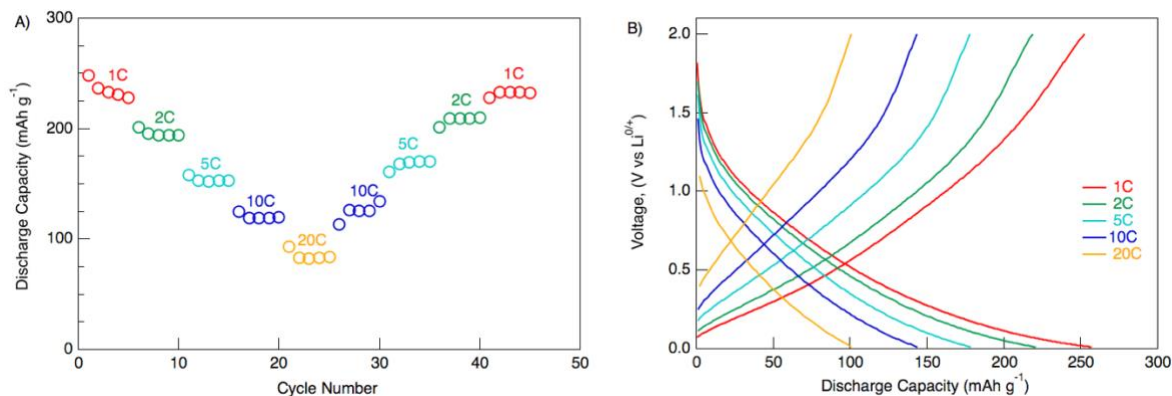 A)
300
200
100
0
Discharge Capacity (mAh g⁻¹)
1C
2C
5C
10C
20C
10C
5C
2C
1C
0
10
20
30
40
50
Cycle Number
B)
2.0
1.5
1.0
0.5
0.0
Voltage, (V vs Li⁰ᐟ⁺)
1C
2C
5C
10C
20C
0
50
100
150
200
250
300
Discharge Capacity (mAh g⁻¹)